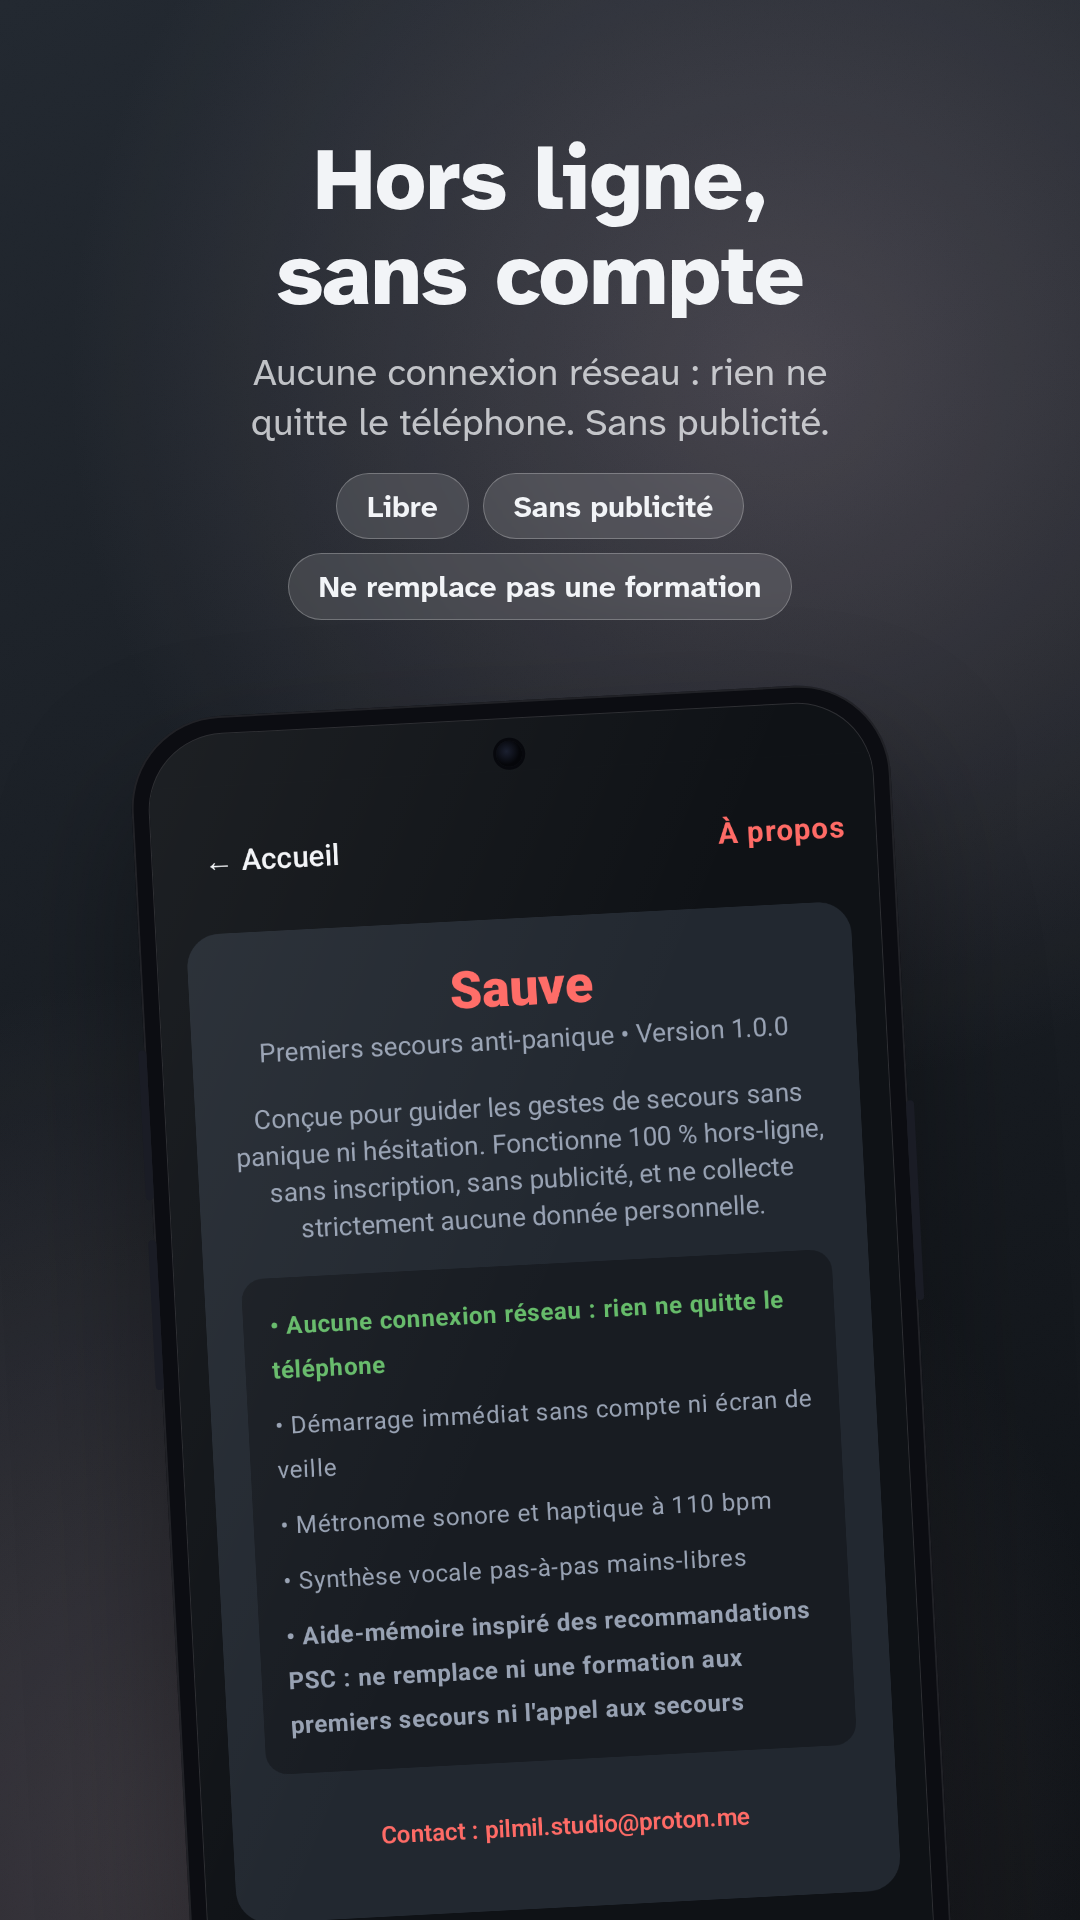 Hors ligne,
sans compte
Aucune connexion réseau : rien ne
quitte le téléphone. Sans publicité.
Libre
Sans publicité
Ne remplace pas une formation
← Accueil
À propos
Sauve
Premiers secours anti-panique • Version 1.0.0
Conçue pour guider les gestes de secours sans
panique ni hésitation. Fonctionne 100 % hors-ligne,
sans inscription, sans publicité, et ne collecte
strictement aucune donnée personnelle.
• Aucune connexion réseau : rien ne quitte le
téléphone
• Démarrage immédiat sans compte ni écran de
veille
• Métronome sonore et haptique à 110 bpm
• Synthèse vocale pas-à-pas mains-libres
• Aide-mémoire inspiré des recommandations
PSC : ne remplace ni une formation aux
premiers secours ni l'appel aux secours
Contact : pilmil.studio@proton.me